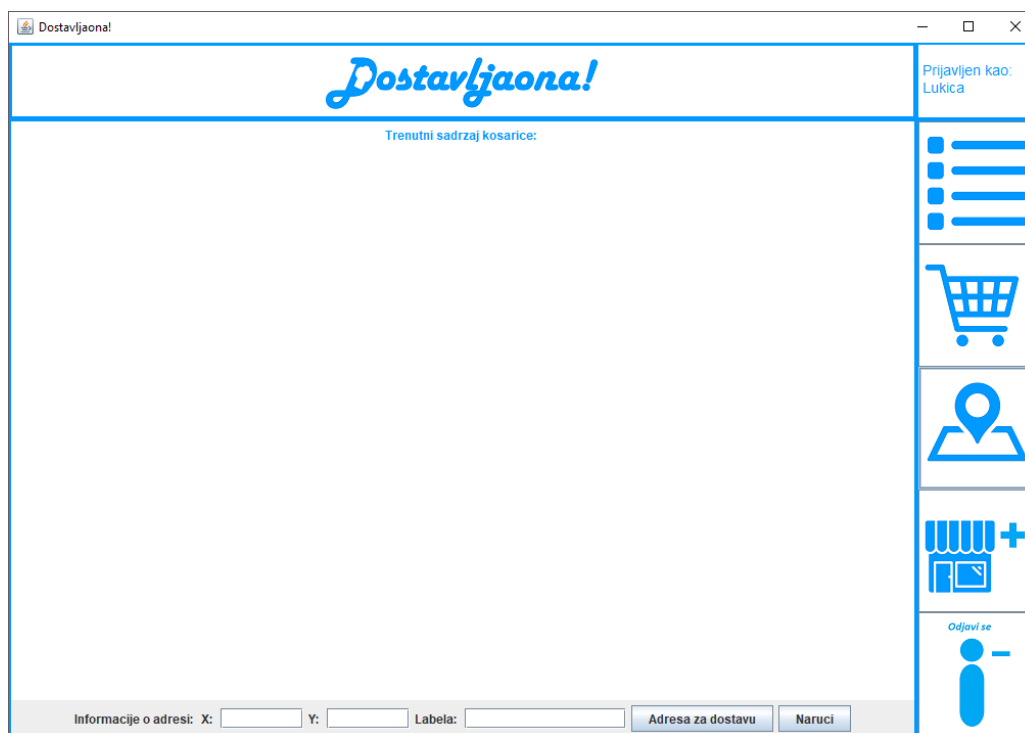 Dostavljaona!
Dostavljaona!
Prijavljen kao:
Lukica
Trenutni sadrzaj kosarice:
Odjavi se
Informacije o adresi: X: Y: Labela: Adresa za dostavu Naruci